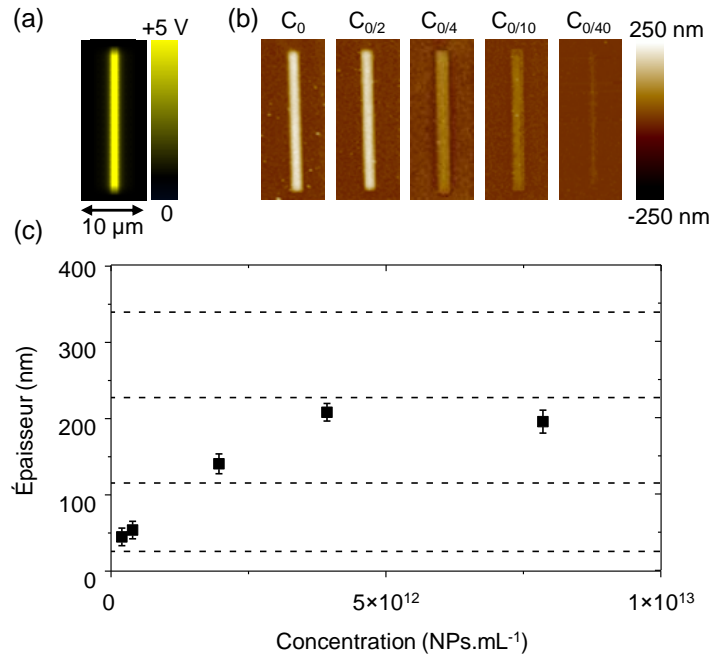 (a)
+5 V
0
10 µm
(b)
C₀ C₀/₂ C₀/₄ C₀/₁₀ C₀/₄₀
250 nm
-250 nm
(c)
400
300
200
100
0
Épaisseur (nm)
0 5×10¹² 1×10¹³
Concentration (NPs.mL⁻¹)